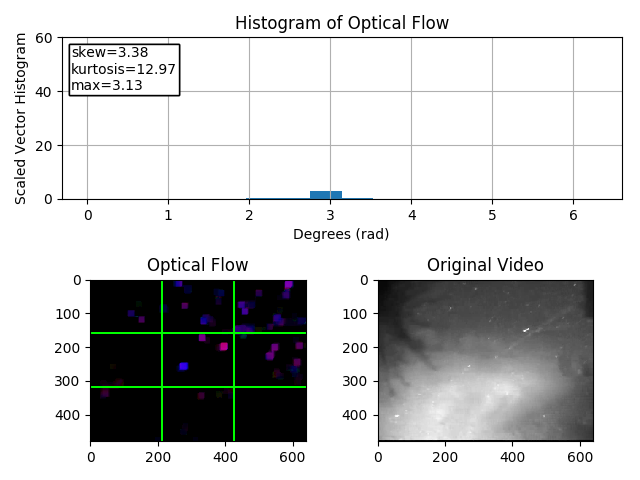 Histogram of Optical Flow
Scaled Vector Histogram
60
40
20
0
skew=3.38
kurtosis=12.97
max=3.13
0 1 2 3 4 5 6
Degrees (rad)
Optical Flow
0
100
200
300
400
0 200 400 600
Original Video
0
100
200
300
400
0 200 400 600